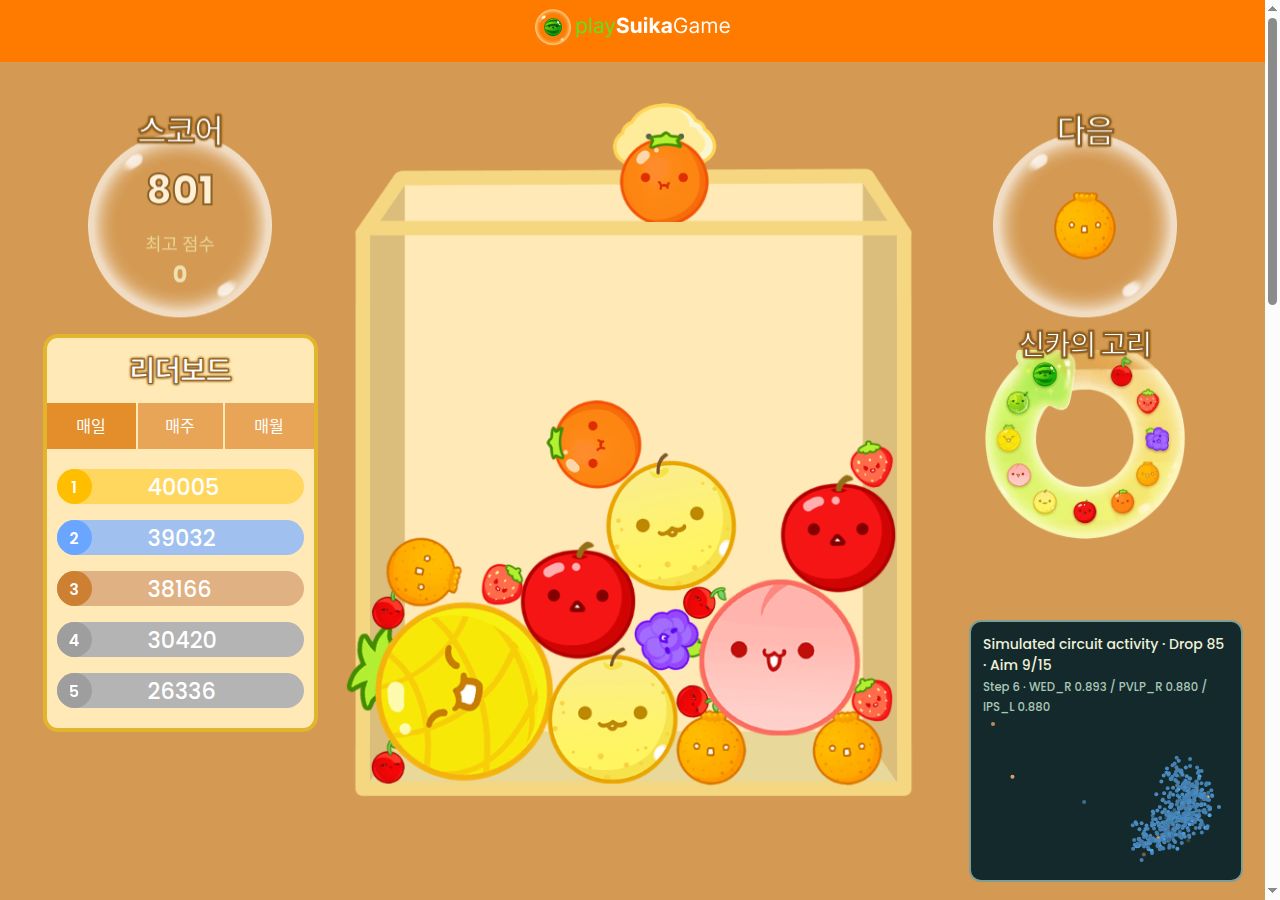 playSuikaGame
스코어
801
최고 점수
0
다음
신카의 고리
리더보드
매일
매주
매월
1 40005
2 39032
3 38166
4 30420
5 26336
Simulated circuit activity · Drop 85
· Aim 9/15
Step 6 · WED_R 0.893 / PVLP_R 0.880 /
IPS_L 0.880